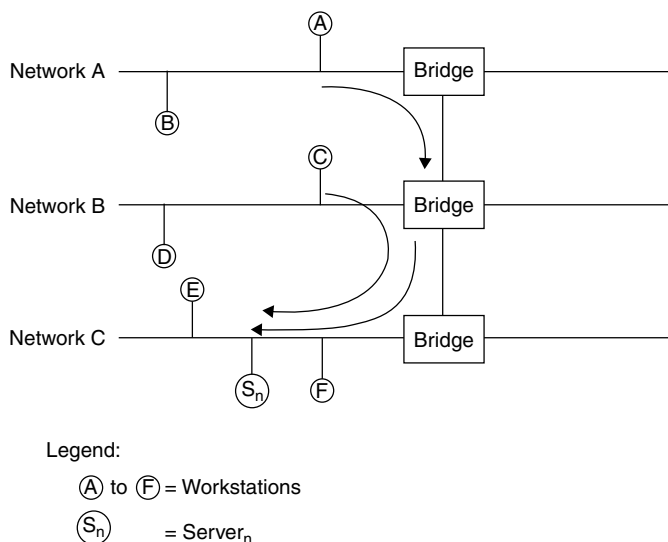 A
Network A
Bridge
B
C
Network B
Bridge
D
E
Network C
Bridge
Sn
F
Legend:
A to F = Workstations
Sn = Servern